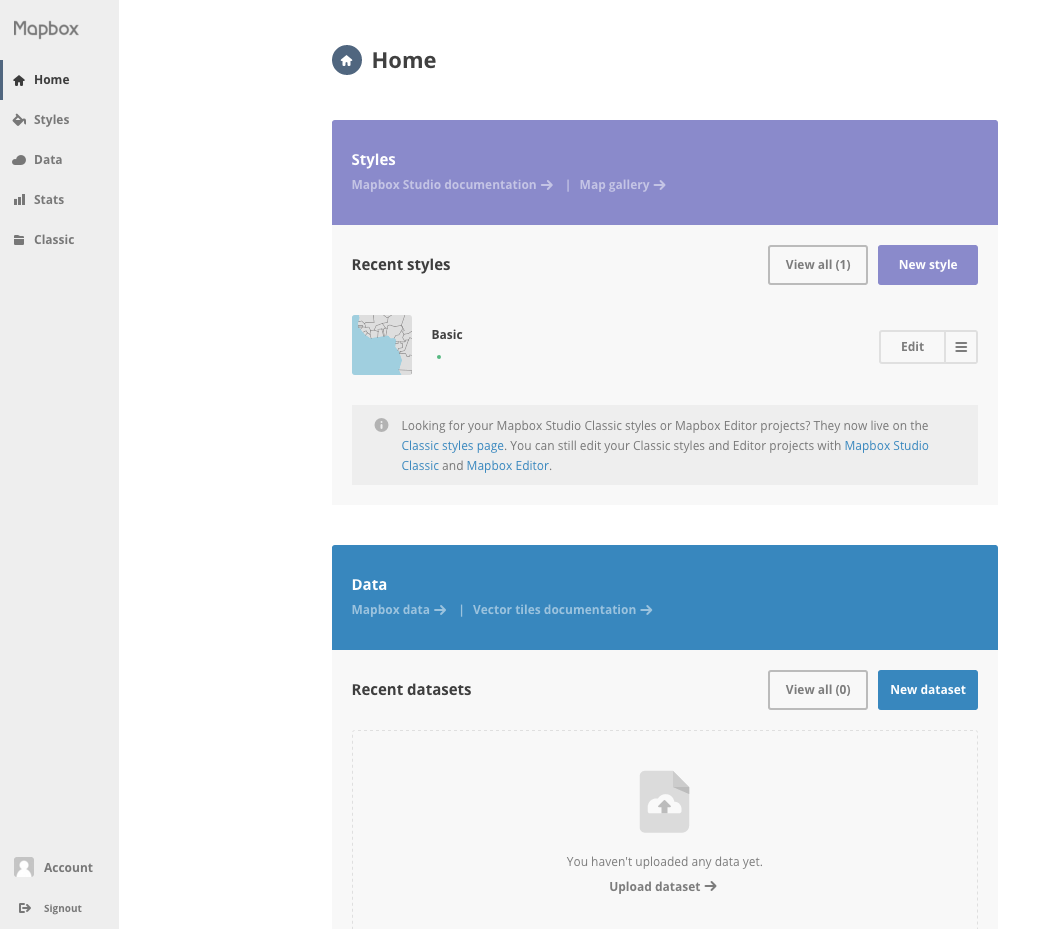 Mapbox
Home
Styles
Data
Stats
Classic
Account
Signout
Home
Styles
Mapbox Studio documentation → | Map gallery →
Recent styles
View all (1)
New style
Basic
Edit
Looking for your Mapbox Studio Classic styles or Mapbox Editor projects? They now live on the
Classic styles page. You can still edit your Classic styles and Editor projects with Mapbox Studio
Classic and Mapbox Editor.
Data
Mapbox data → | Vector tiles documentation →
Recent datasets
View all (0)
New dataset
You haven't uploaded any data yet.
Upload dataset →